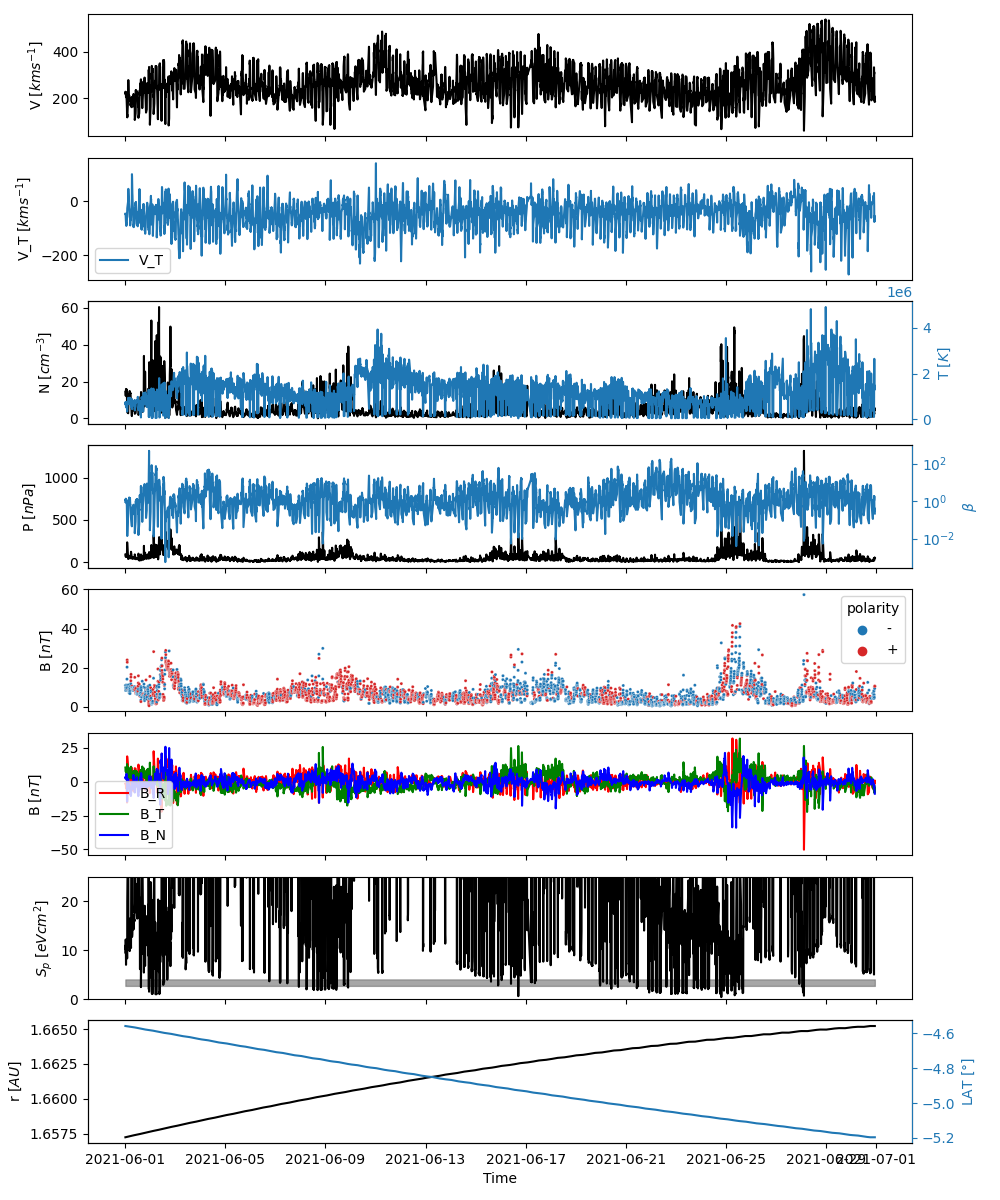 V [kms⁻¹]
400
200
V_T [kms⁻¹]
0
−200
V_T
1e6
N [cm⁻³]
60
40
20
0
4
2
0
T [K]
P [nPa]
1000
500
0
10²
10⁰
10⁻²
β
B [nT]
60
40
20
0
polarity
-
+
B [nT]
25
0
−25
−50
B_R
B_T
B_N
Sₚ [eVcm²]
20
10
0
r [AU]
1.6650
1.6625
1.6600
1.6575
−4.6
−4.8
−5.0
−5.2
LAT [°]
2021-06-01 2021-06-05 2021-06-09 2021-06-13 2021-06-17 2021-06-21 2021-06-25 2021-06-29 2021-07-01
Time